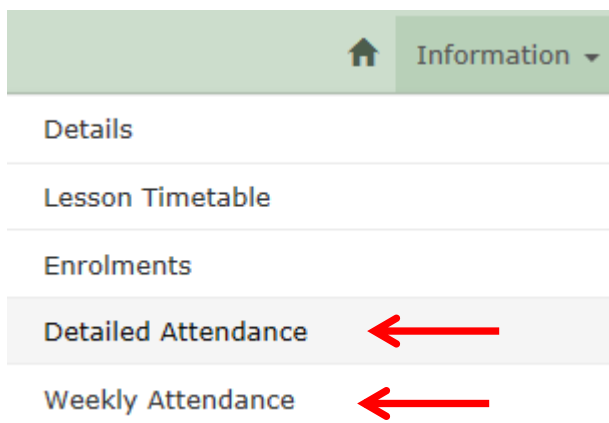 Information
Details
Lesson Timetable
Enrolments
Detailed Attendance
Weekly Attendance